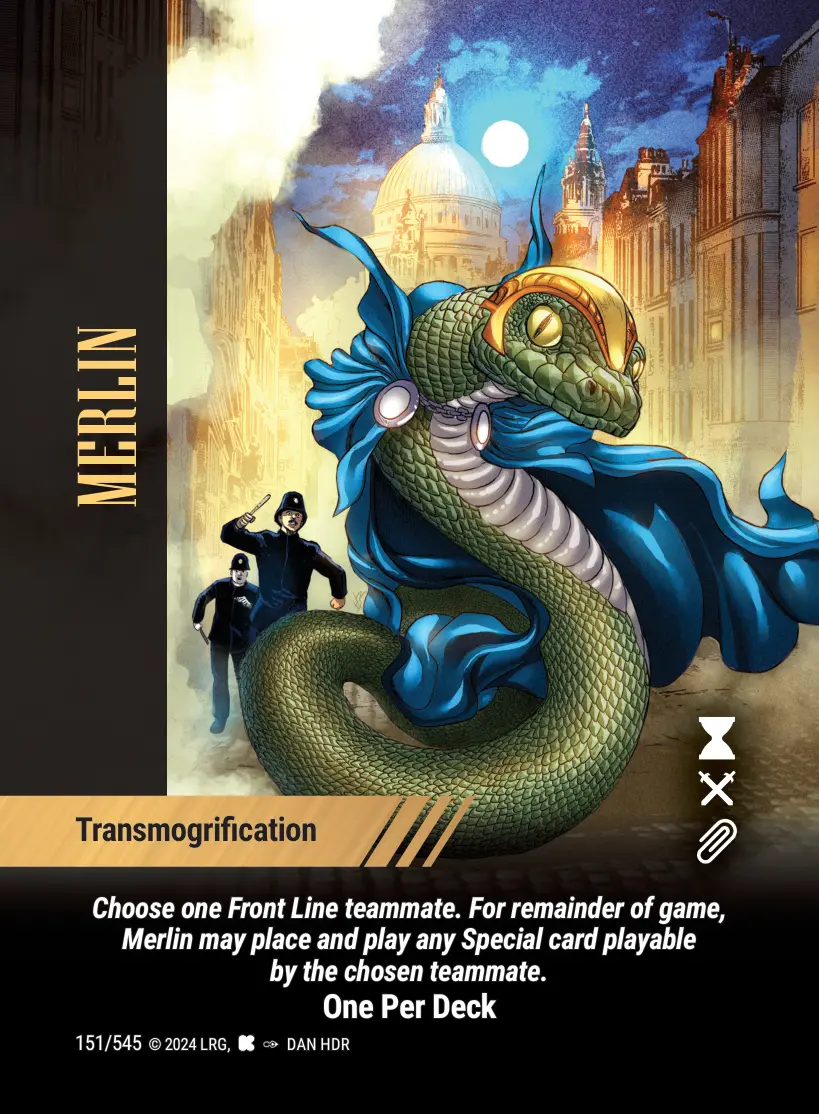 MERLIN
Transmogrification
Choose one Front Line teammate. For remainder of game,
Merlin may place and play any Special card playable
by the chosen teammate.
One Per Deck
151/545 © 2024 LRG, DAN HDR